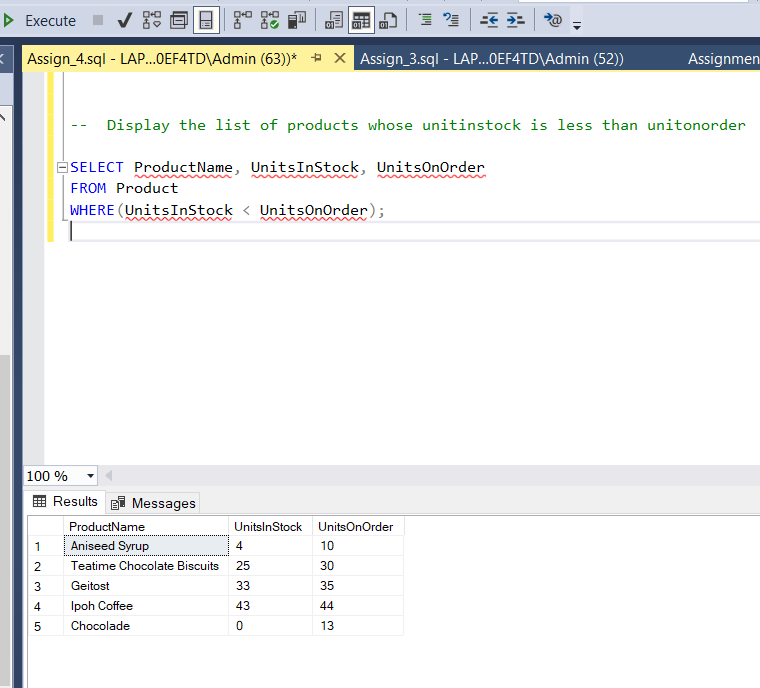 Execute
Assign_4.sql - LAP...0EF4TD\Admin (63))* Assign_3.sql - LAP...0EF4TD\Admin (52)) Assignmen
-- Display the list of products whose unitinstock is less than unitonorder
SELECT ProductName, UnitsInStock, UnitsOnOrder
FROM Product
WHERE(UnitsInStock < UnitsOnOrder);
100 %
Results Messages
ProductName UnitsInStock UnitsOnOrder
1 Aniseed Syrup 4 10
2 Teatime Chocolate Biscuits 25 30
3 Geitost 33 35
4 Ipoh Coffee 43 44
5 Chocolade 0 13